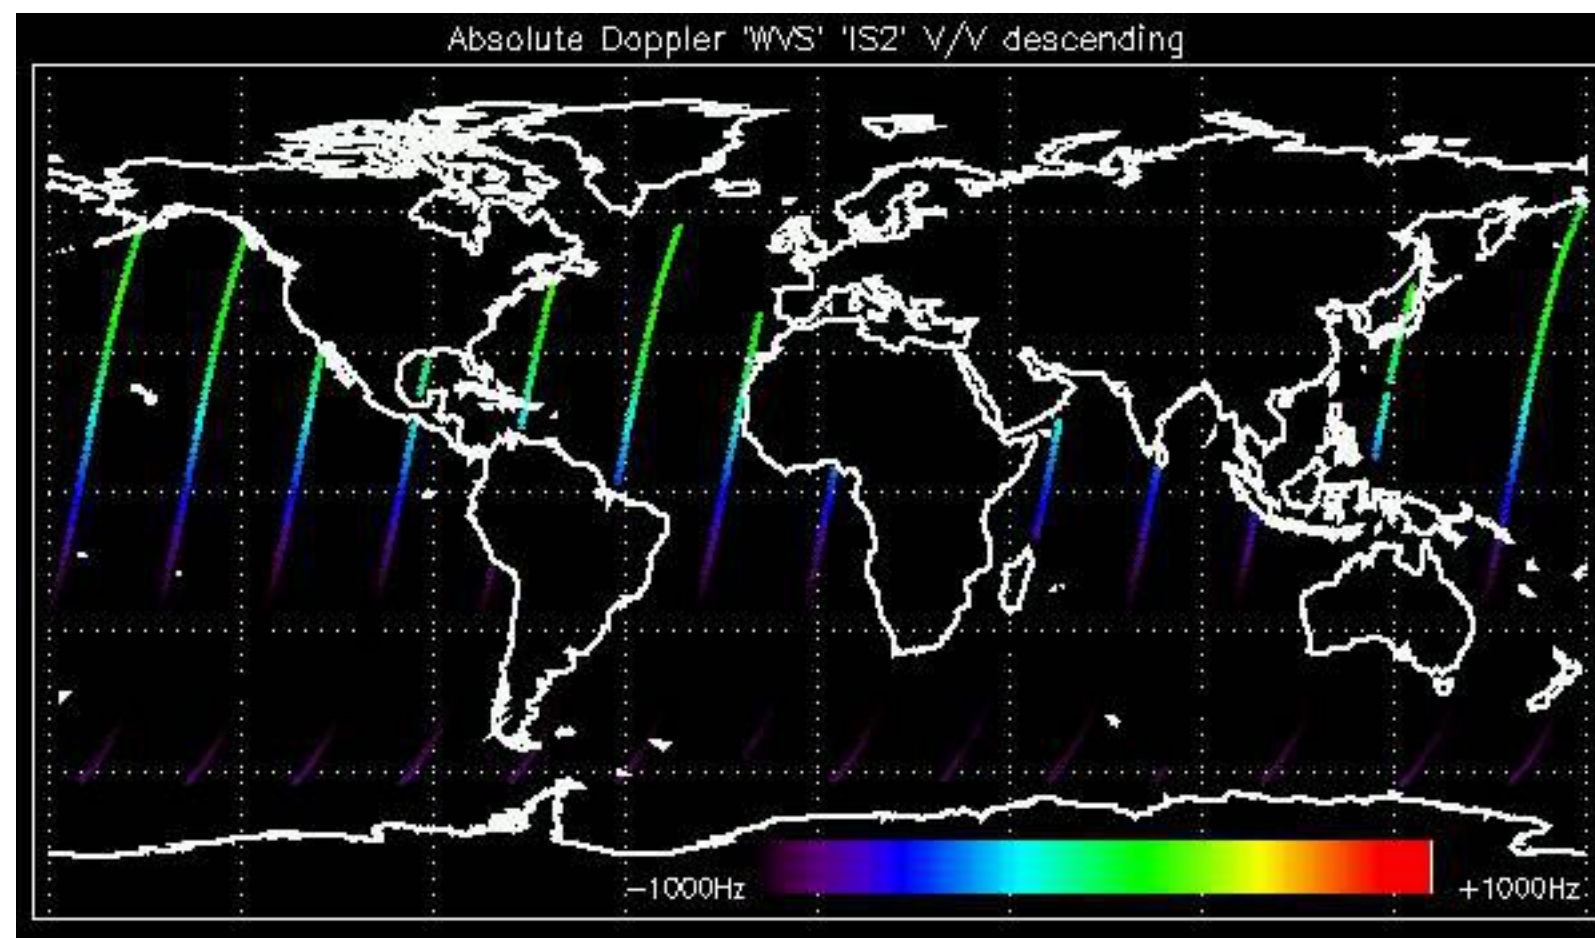 Absolute Doppler 'WVS' 'IS2' V/V descending
-1000Hz
+1000Hz